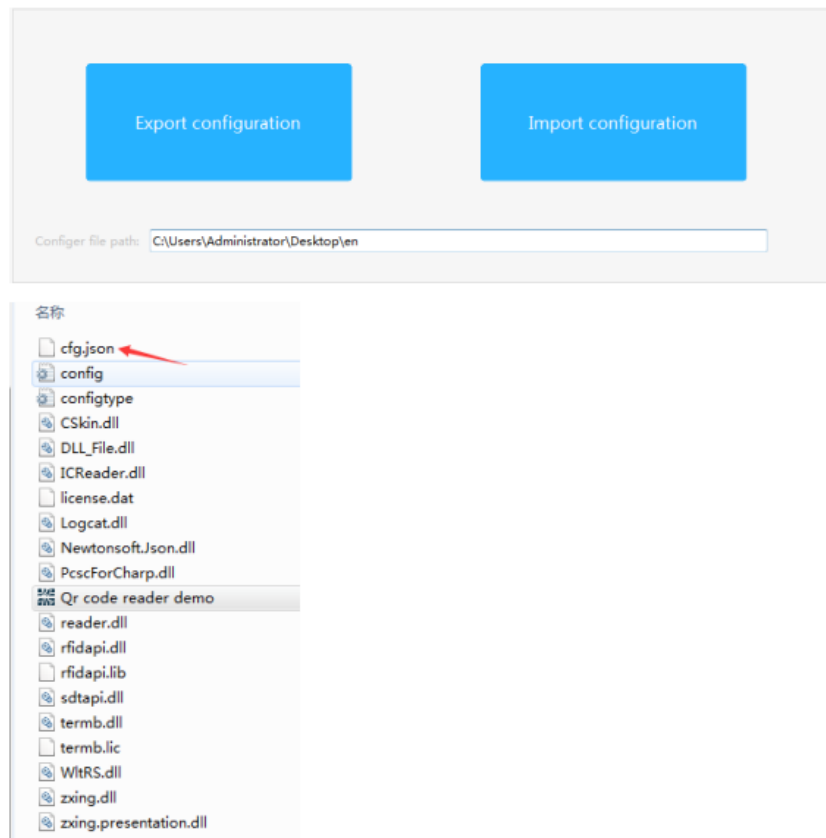 Export configuration
Import configuration
Configer file path: C:\Users\Administrator\Desktop\en
名称
cfg.json
config
configtype
CSkin.dll
DLL_File.dll
ICReader.dll
license.dat
Logcat.dll
Newtonsoft.Json.dll
PcscForCharp.dll
Qr code reader demo
reader.dll
rfidapi.dll
rfidapi.lib
sdtapi.dll
termb.dll
termb.lic
WltRS.dll
zxing.dll
zxing.presentation.dll